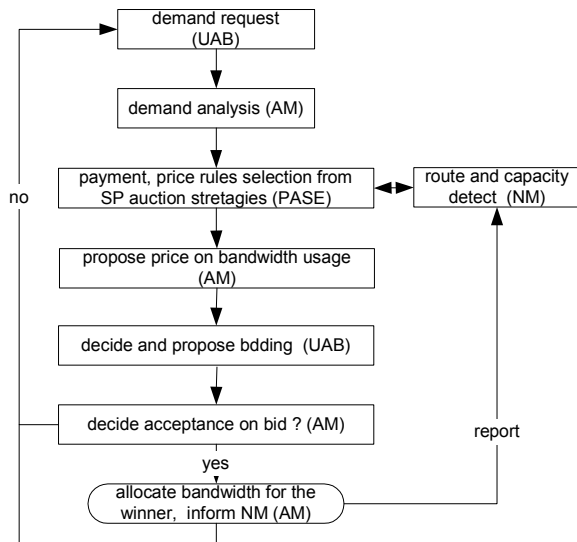 demand request
(UAB)
demand analysis (AM)
payment, price rules selection from
SP auction stretagies (PASE)
route and capacity
detect (NM)
no
propose price on bandwidth usage
(AM)
decide and propose bdding (UAB)
decide acceptance on bid ? (AM)
report
yes
allocate bandwidth for the
winner, inform NM (AM)